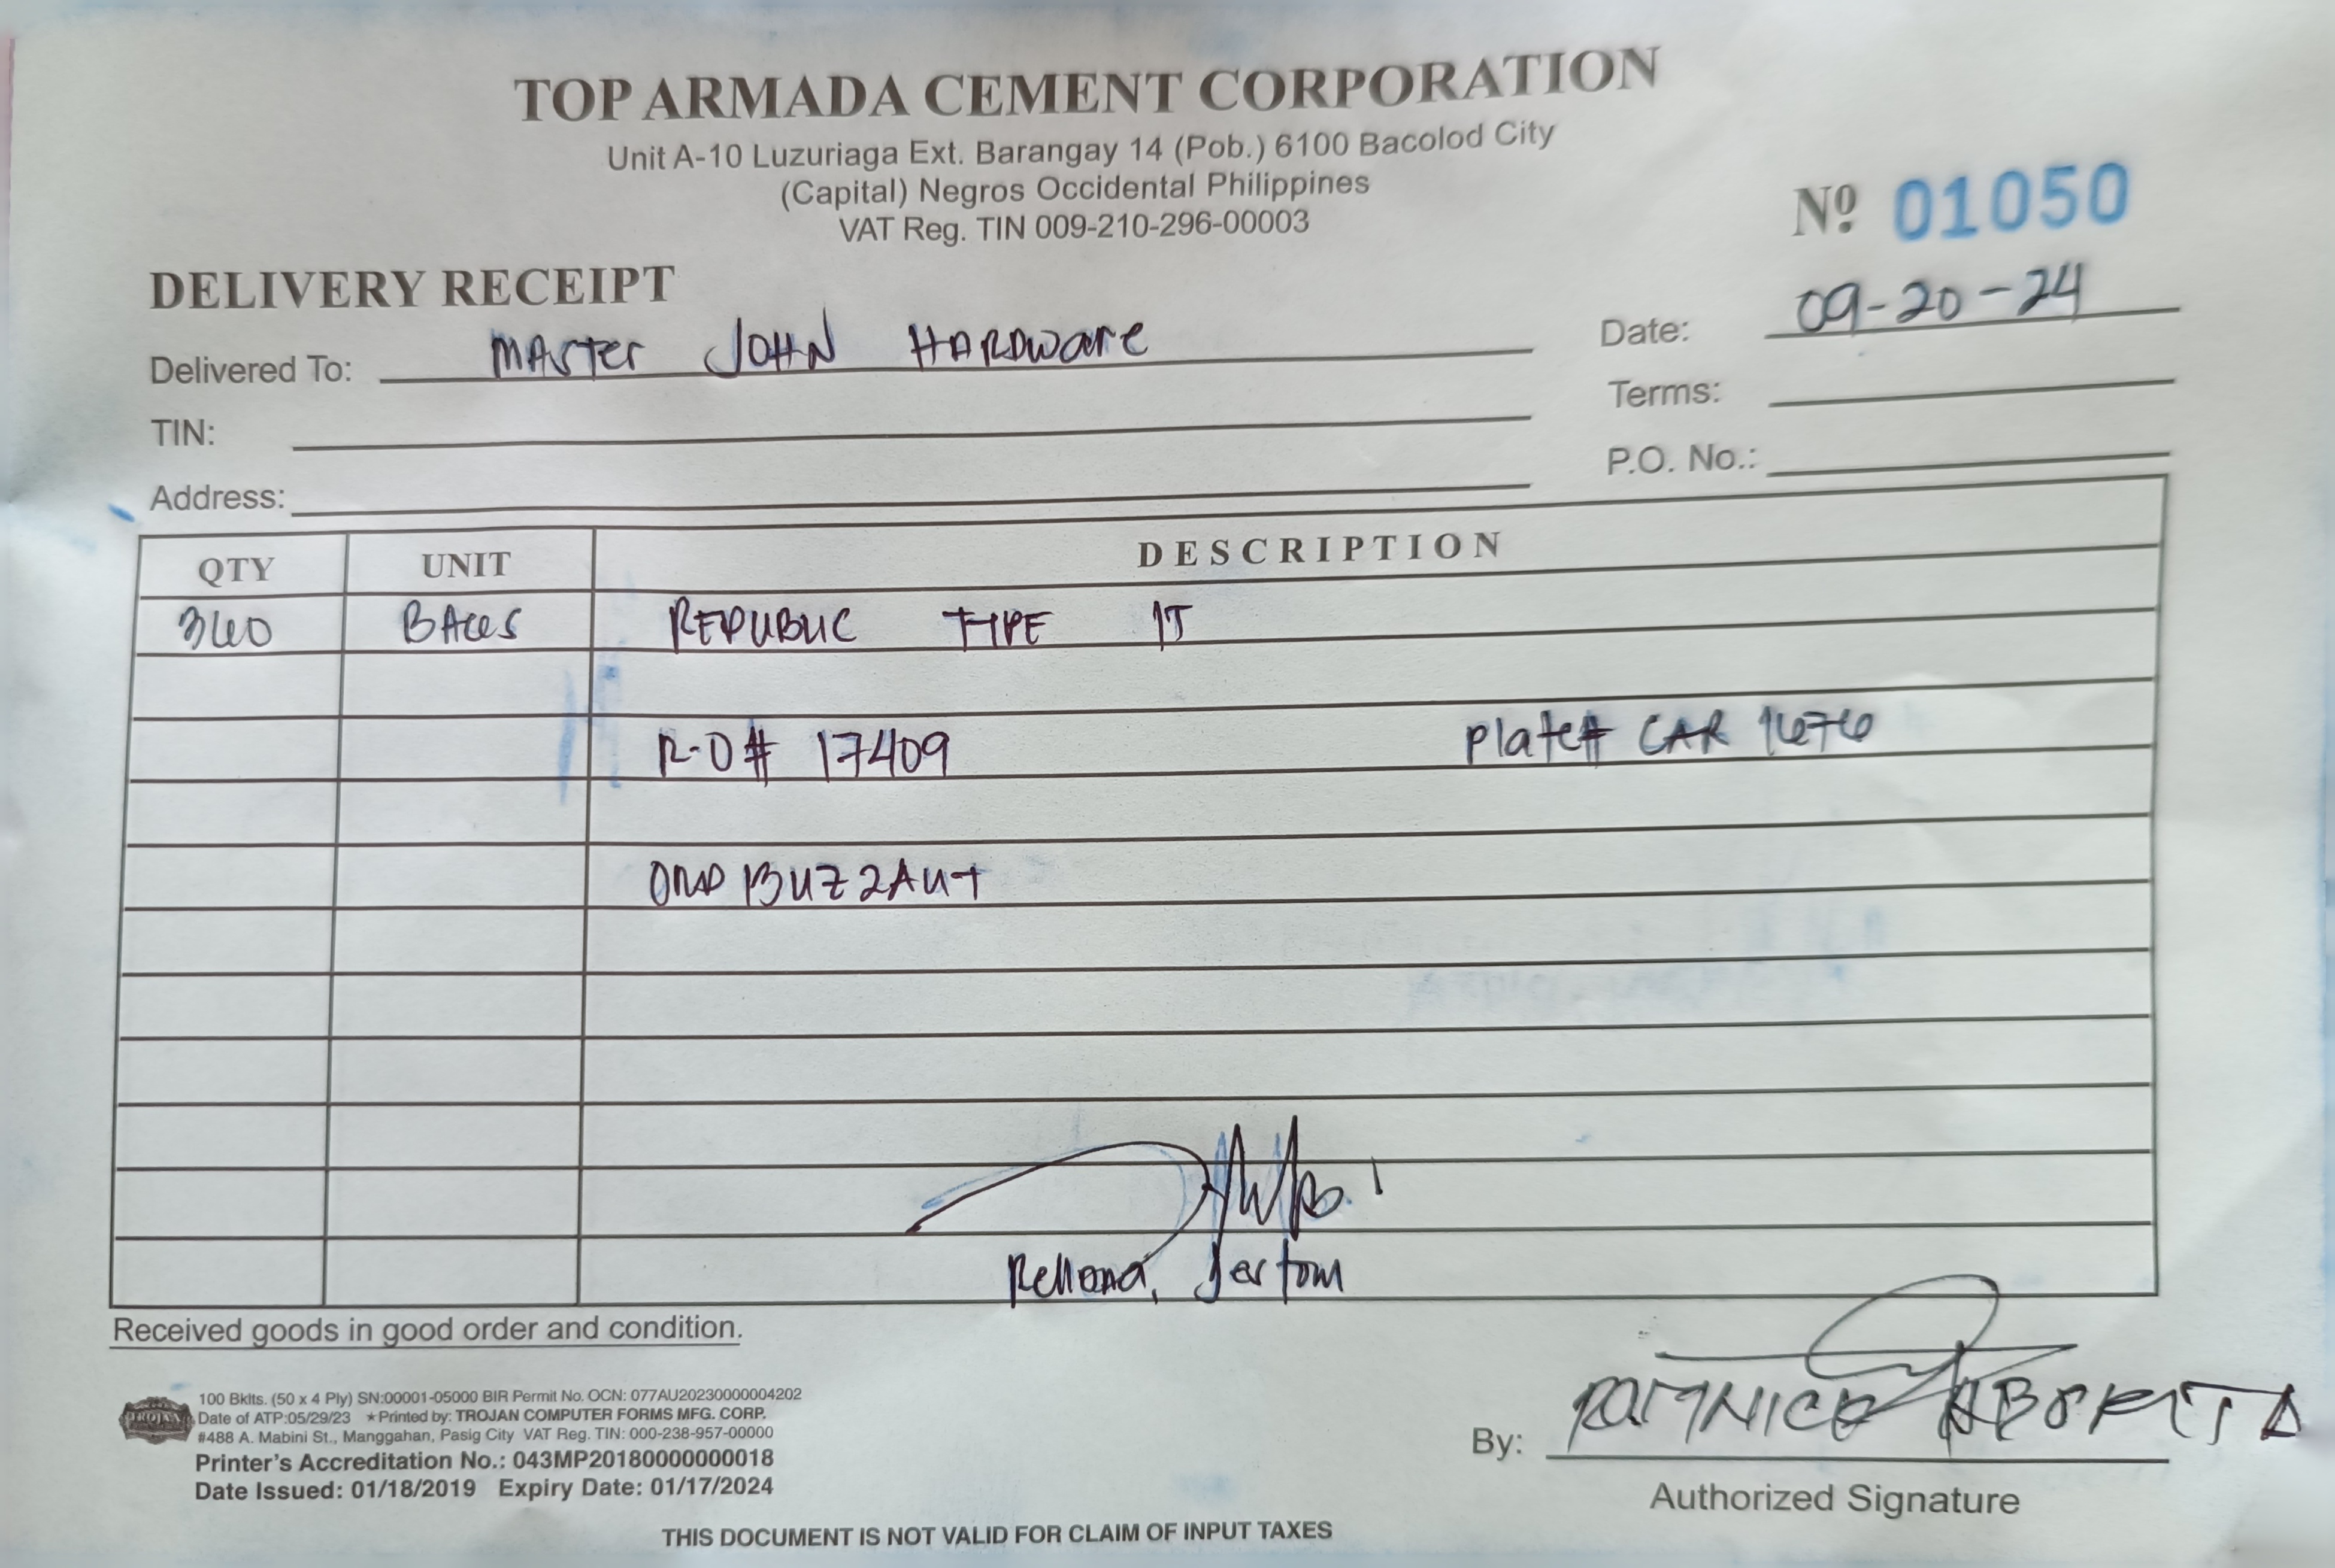 TOP ARMADA CEMENT CORPORATION
Unit A-10 Luzuriaga Ext. Barangay 14 (Pob.) 6100 Bacolod City
(Capital) Negros Occidental Philippines
VAT Reg. TIN 009-210-296-00003
Nº 01050
DELIVERY RECEIPT
Date: 09-20-24
Delivered To: MASTER JOHN HARDWARE
Terms:
TIN:
P.O. No.:
Address:
QTY UNIT DESCRIPTION
BAGS REPUBLIC TYPE 1T
R-O# 17409 Plate# CAR 1676
Jertom
Received goods in good order and condition.
100 Bklts. (50 x 4 Ply) SN:00001-05000 BIR Permit No. OCN: 077AU20230000004202
TROJAN Date of ATP:05/29/23 ★Printed by: TROJAN COMPUTER FORMS MFG. CORP.
#488 A. Mabini St., Manggahan, Pasig City VAT Reg. TIN: 000-238-957-00000
Printer's Accreditation No.: 043MP20180000000018
Date Issued: 01/18/2019 Expiry Date: 01/17/2024
By:
Authorized Signature
THIS DOCUMENT IS NOT VALID FOR CLAIM OF INPUT TAXES